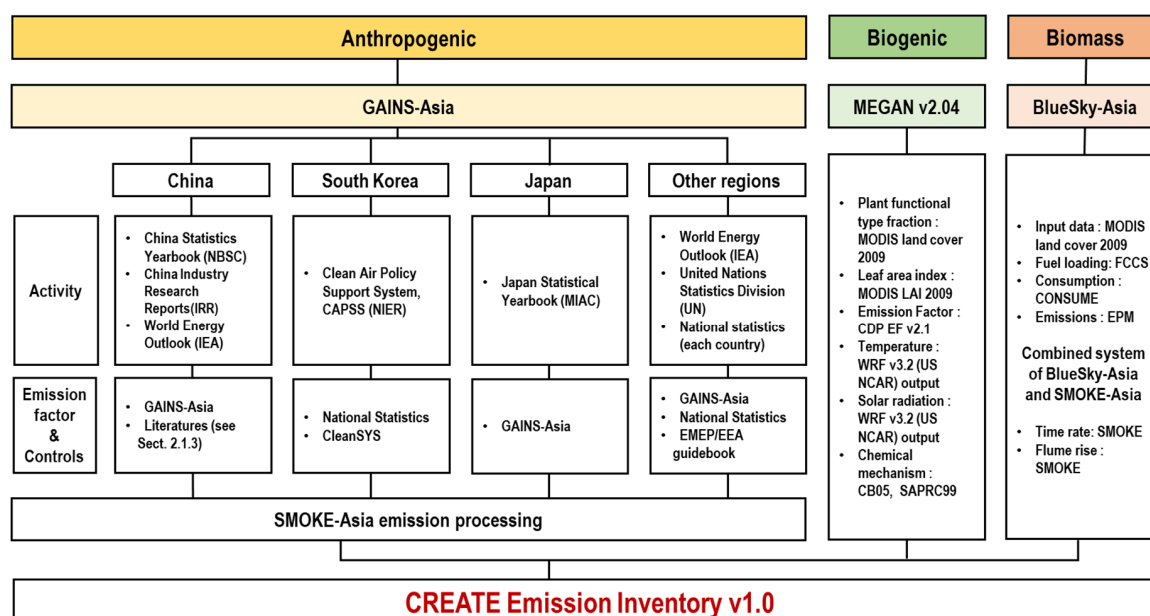 Anthropogenic
Biogenic
Biomass
GAINS-Asia
MEGAN v2.04
BlueSky-Asia
China
South Korea
Japan
Other regions
Activity
• China Statistics
Yearbook (NBSC)
• China Industry
Research
Reports(IRR)
• World Energy
Outlook (IEA)
• Clean Air Policy
Support System,
CAPSS (NIER)
• Japan Statistical
Yearbook (MIAC)
• World Energy
Outlook (IEA)
• United Nations
Statistics Division
(UN)
• National statistics
(each country)
Emission
factor
&
Controls
• GAINS-Asia
• Literatures (see
Sect. 2.1.3)
• National Statistics
• CleanSYS
• GAINS-Asia
• GAINS-Asia
• National Statistics
• EMEP/EEA
guidebook
SMOKE-Asia emission processing
• Plant functional
type fraction :
MODIS land cover
2009
• Leaf area index :
MODIS LAI 2009
• Emission Factor :
CDP EF v2.1
• Temperature :
WRF v3.2 (US
NCAR) output
• Solar radiation :
WRF v3.2 (US
NCAR) output
• Chemical
mechanism :
CB05, SAPRC99
• Input data : MODIS
land cover 2009
• Fuel loading: FCCS
• Consumption :
CONSUME
• Emissions : EPM
Combined system
of BlueSky-Asia
and SMOKE-Asia
• Time rate: SMOKE
• Flume rise :
SMOKE
CREATE Emission Inventory v1.0